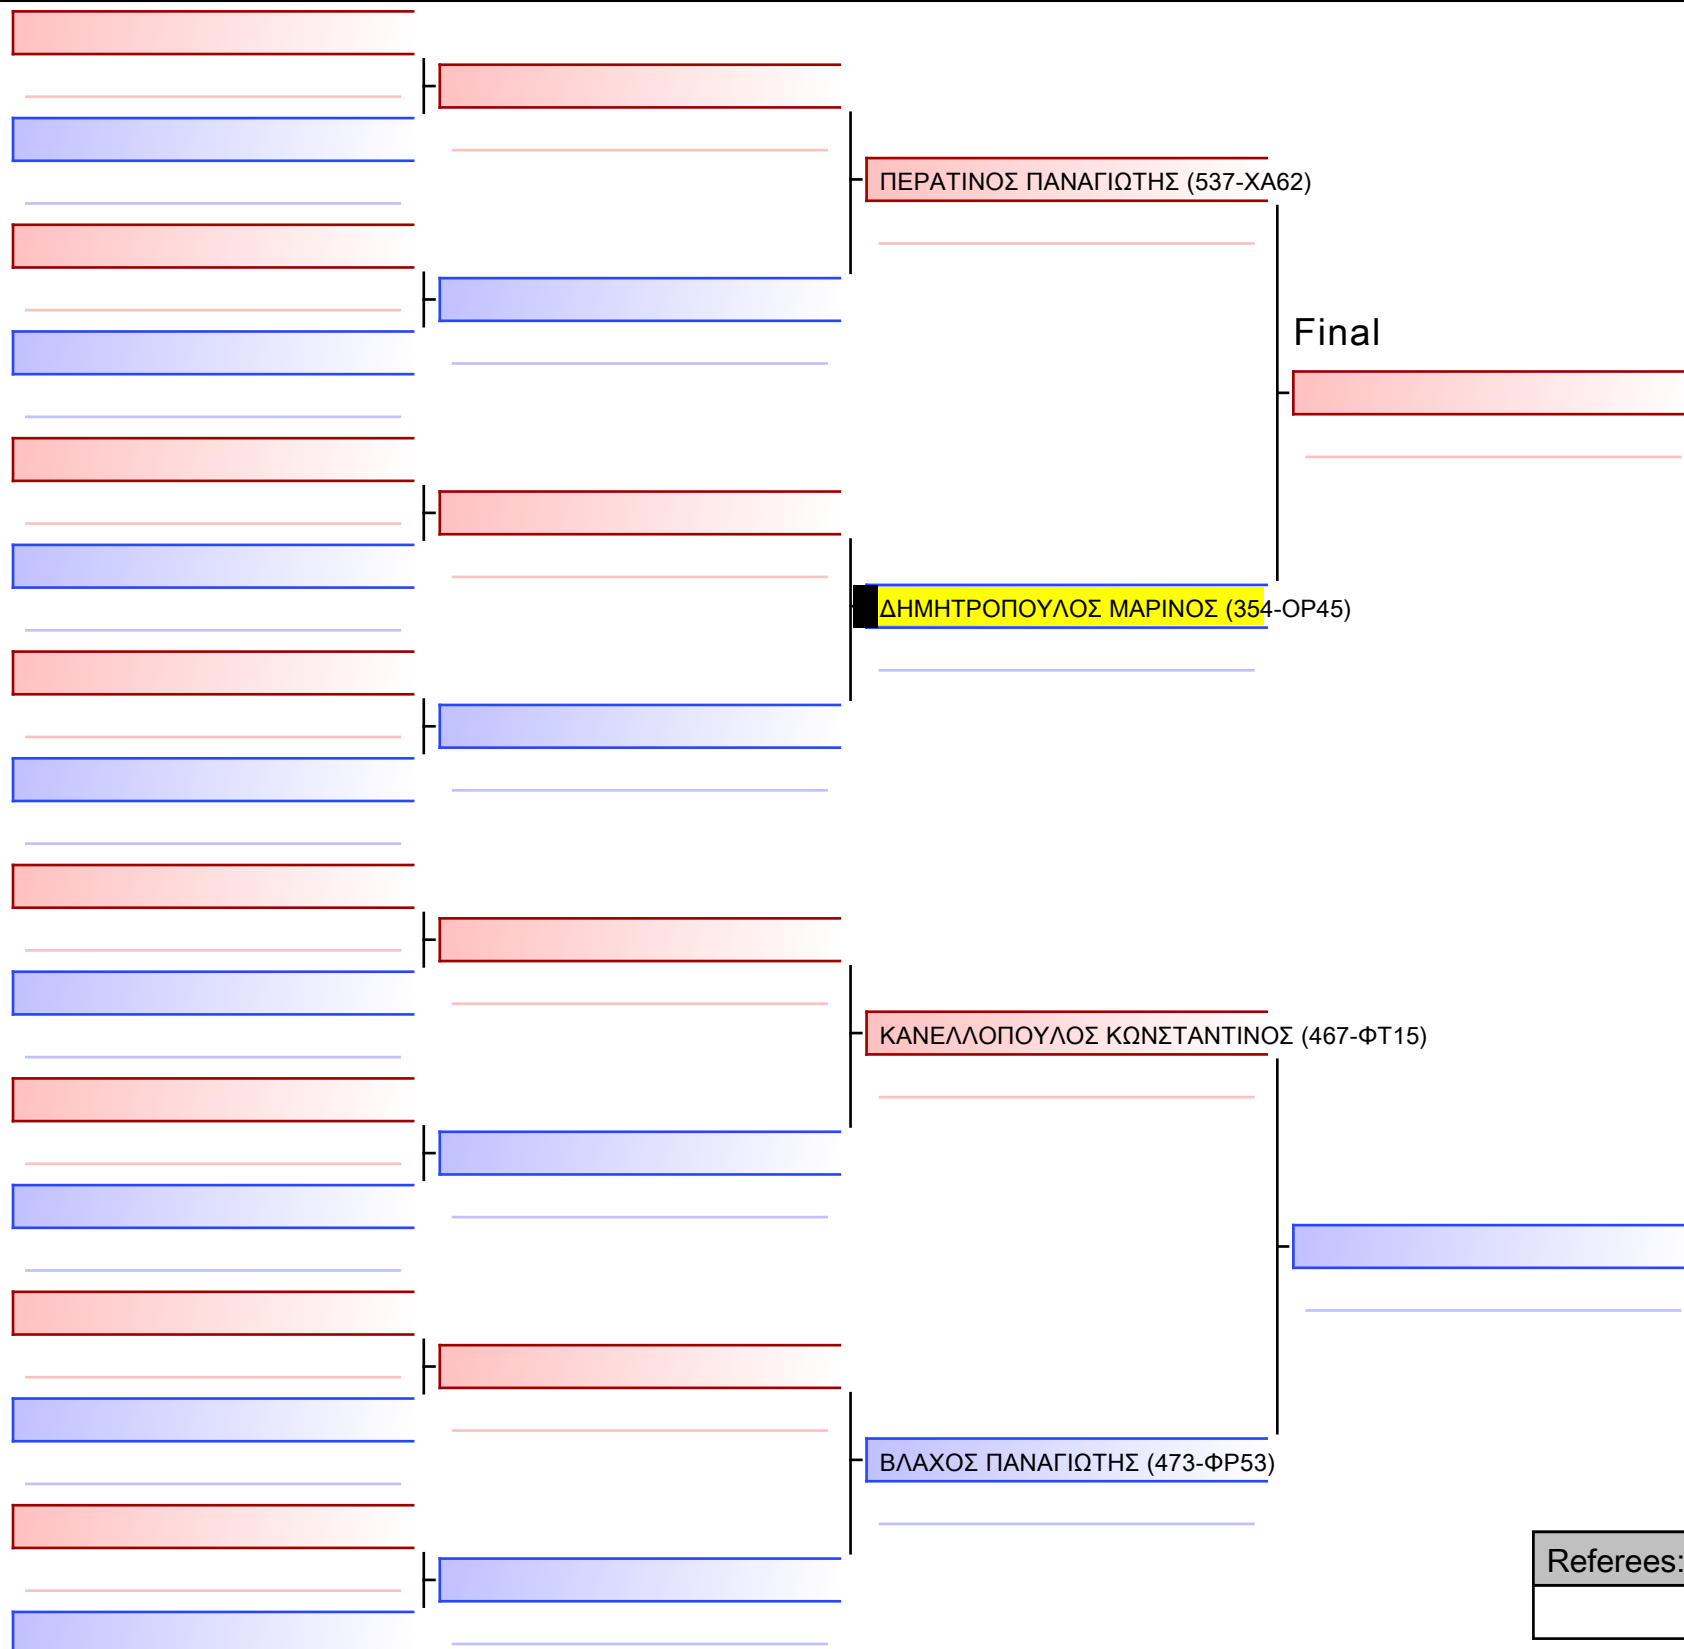 ΠΕΡΑΤΙΝΟΣ ΠΑΝΑΓΙΩΤΗΣ (537-ΧΑ62)
Final
ΔΗΜΗΤΡΟΠΟΥΛΟΣ ΜΑΡΙΝΟΣ (354-ΟΡ45)
ΚΑΝΕΛΛΟΠΟΥΛΟΣ ΚΩΝΣΤΑΝΤΙΝΟΣ (467-ΦΤ15)
ΒΛΑΧΟΣ ΠΑΝΑΓΙΩΤΗΣ (473-ΦΡ53)
Referees: